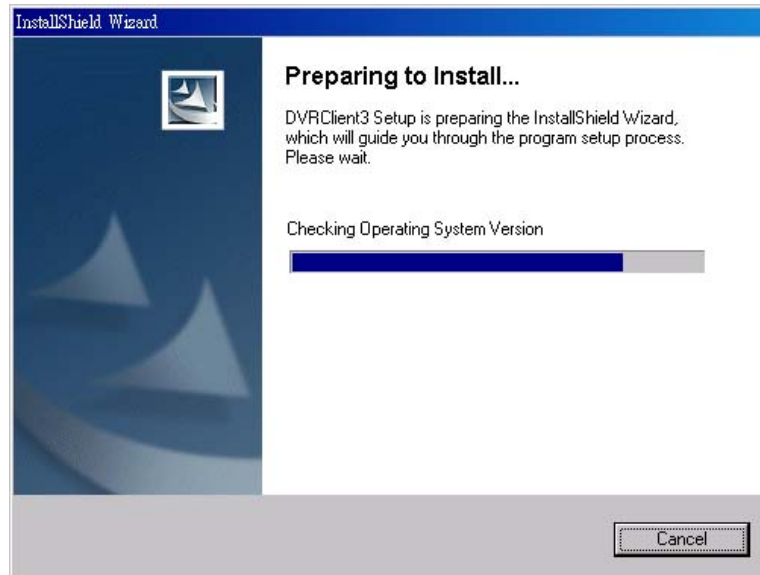 InstallShield Wizard
Preparing to Install...
DVRClient3 Setup is preparing the InstallShield Wizard,
which will guide you through the program setup process.
Please wait.
Checking Operating System Version
Cancel